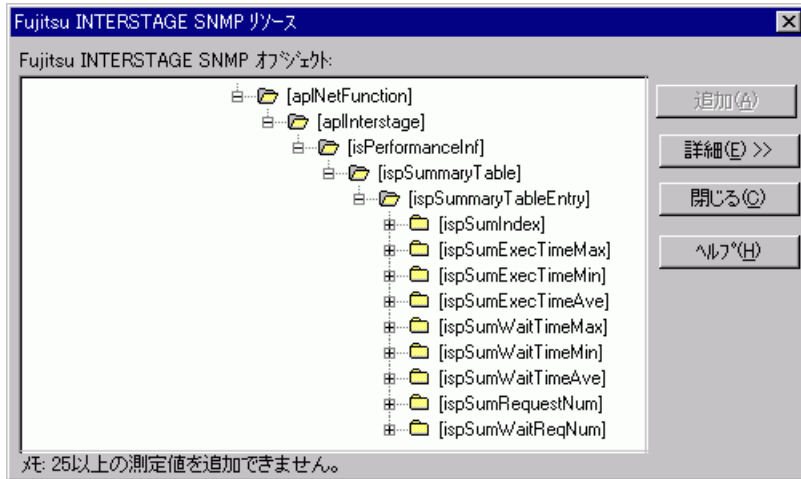 Fujitsu INTERSTAGE SNMP リソース
Fujitsu INTERSTAGE SNMP オブジェクト:
[aplNetFunction]
[aplInterstage]
[isPerformanceInf]
[ispSummaryTable]
[ispSummaryTableEntry]
[ispSumIndex]
[ispSumExecTimeMax]
[ispSumExecTimeMin]
[ispSumExecTimeAve]
[ispSumWaitTimeMax]
[ispSumWaitTimeMin]
[ispSumWaitTimeAve]
[ispSumRequestNum]
[ispSumWaitReqNum]
追加(A)
詳細(E) >>
閉じる(C)
ヘルプ(H)
メモ: 25以上の測定値を追加できません。